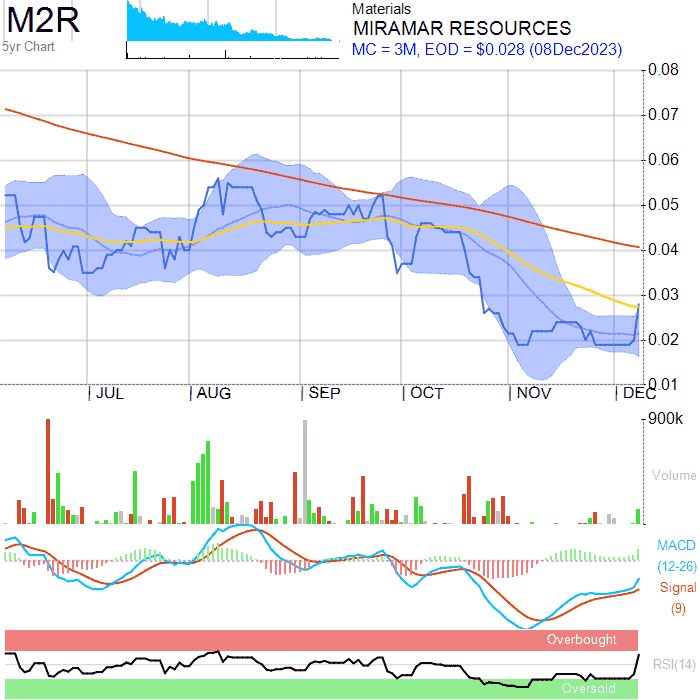 M2R
5yr Chart
Materials
MIRAMAR RESOURCES
MC = 3M, EOD = $0.028 (08Dec2023)
0.08
0.07
0.06
0.05
0.04
0.03
0.02
0.01
JUL AUG SEP OCT NOV DEC
900k
Volume
MACD
(12-26)
Signal
(9)
Overbought
RSI(14)
Oversold